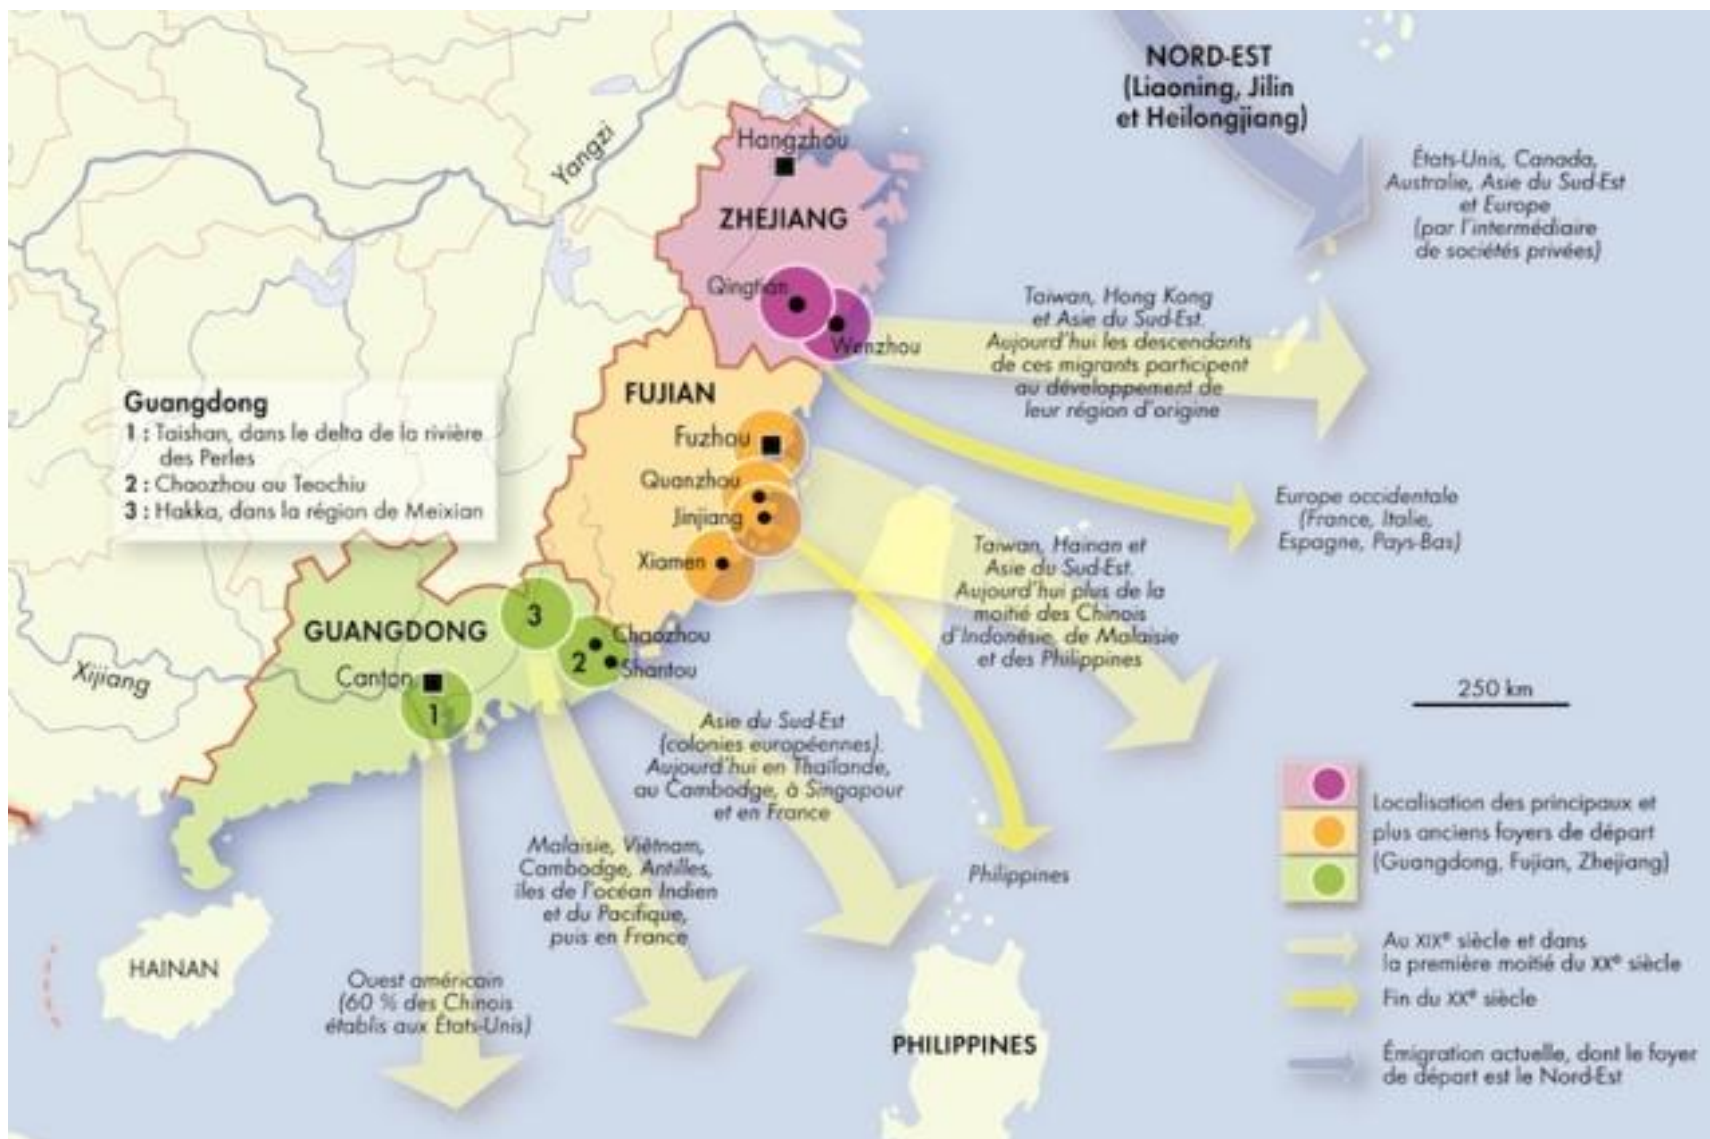 NORD-EST
(Liaoning, Jilin
et Heilongjiang)
États-Unis, Canada,
Australie, Asie du Sud-Est
et Europe
(par l'intermédiaire
de sociétés privées)
Yangzi
Hangzhou
ZHEJIANG
Qingtian
Wenzhou
Taiwan, Hong Kong
et Asie du Sud-Est.
Aujourd'hui les descendants
de ces migrants participent
au développement de
leur région d'origine
FUJIAN
Fuzhou
Quanzhou
Jinjiang
Xiamen
Europe occidentale
(France, Italie,
Espagne, Pays-Bas)
Guangdong
1 : Taishan, dans le delta de la rivière
des Perles
2 : Chaozhou ou Teochiu
3 : Hakka, dans la région de Meixian
Taiwan, Hainan et
Asie du Sud-Est.
Aujourd'hui plus de la
moitié des Chinois
d'Indonésie, de Malaisie
et des Philippines
GUANGDONG
3
2
Chaozhou
Shantou
Xijiang
Canton
1
250 km
Asie du Sud-Est
(colonies européennes).
Aujourd'hui en Thaïlande,
au Cambodge, à Singapour
et en France
Malaisie, Viêtnam,
Cambodge, Antilles,
îles de l'océan Indien
et du Pacifique,
puis en France
Philippines
Ouest américain
(60 % des Chinois
établis aux États-Unis)
HAINAN
PHILIPPINES
Localisation des principaux et
plus anciens foyers de départ
(Guangdong, Fujian, Zhejiang)
Au XIXe siècle et dans
la première moitié du XXe siècle
Fin du XXe siècle
Émigration actuelle, dont le foyer
de départ est le Nord-Est